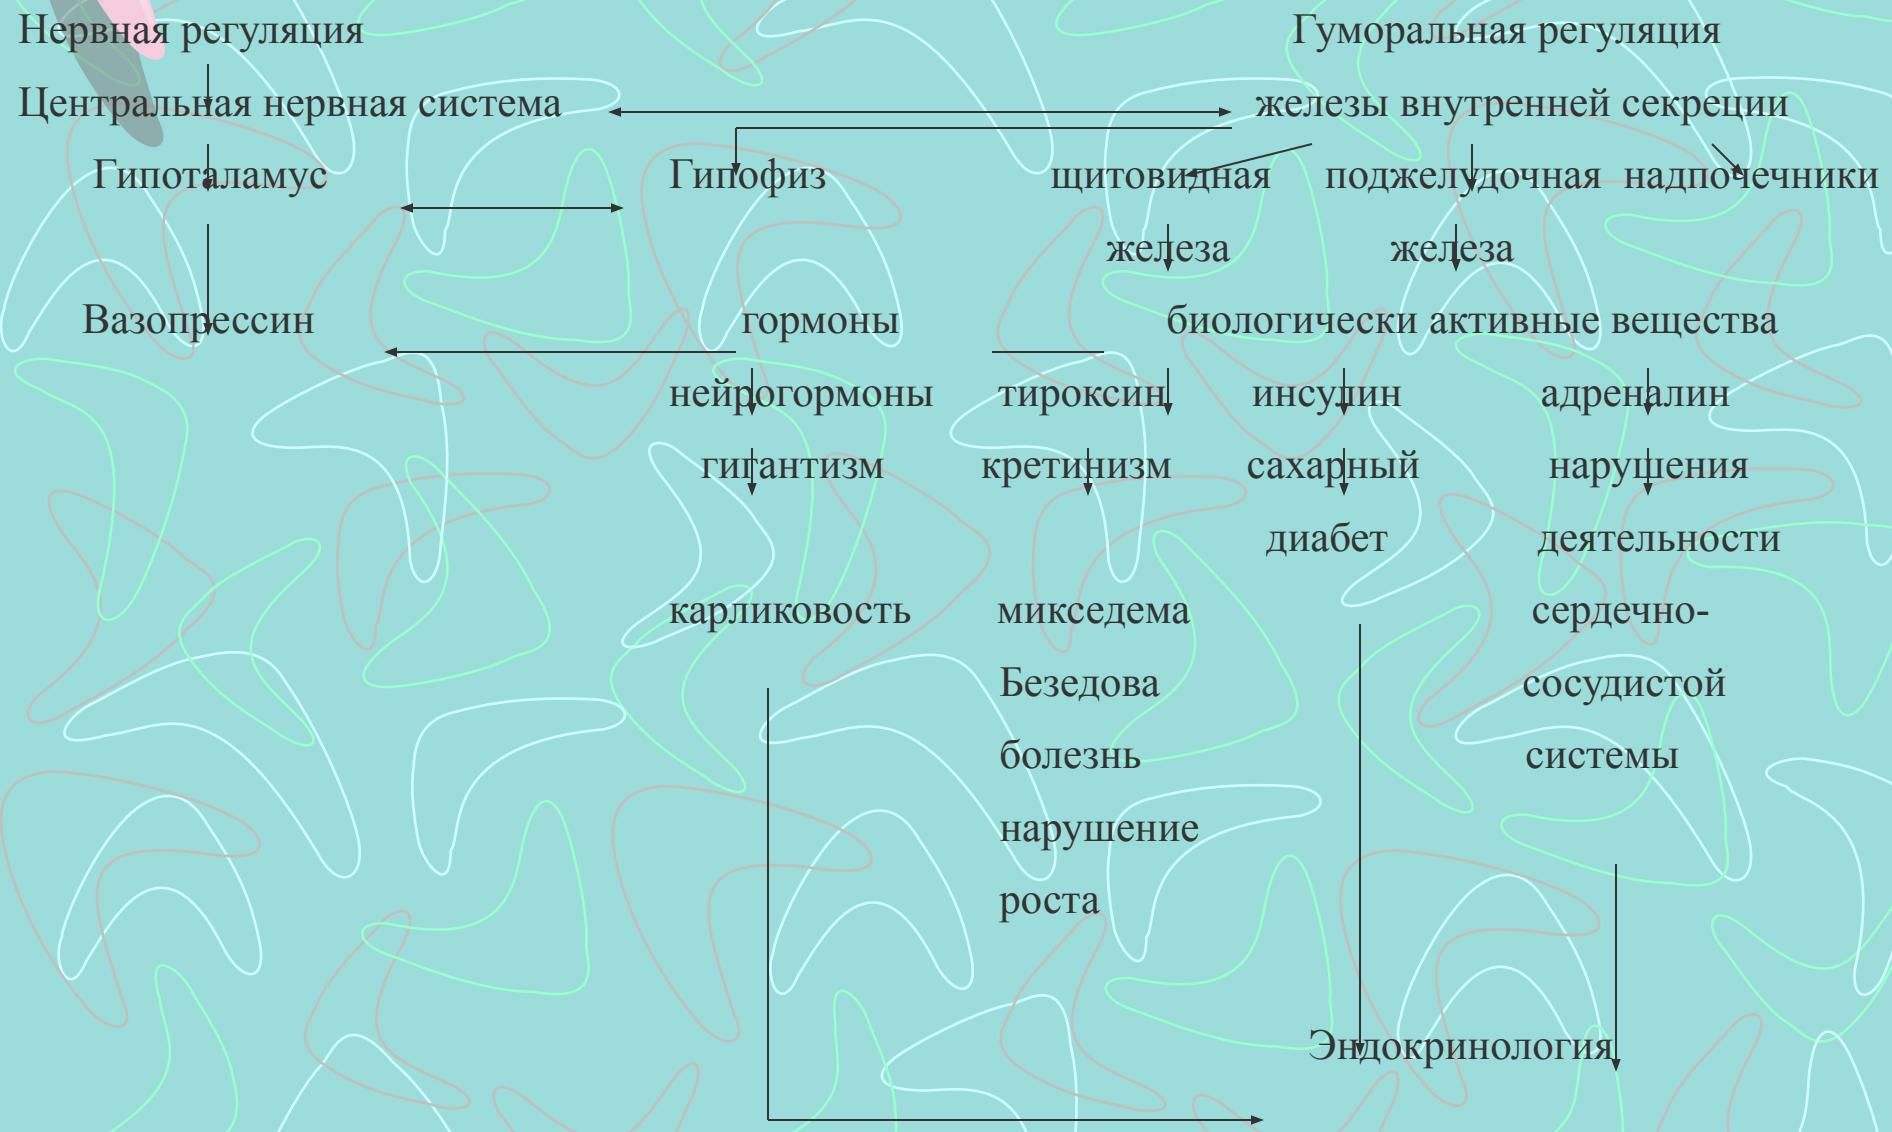 Нервная регуляция Гуморальная регуляция
Центральная нервная система железы внутренней секреции
Гипоталамус Гипофиз щитовидная поджелудочная надпочечники
железа железа
Вазопрессин гормоны биологически активные вещества
нейрогормоны тироксин инсулин адреналин
гигантизм кретинизм сахарный нарушения
диабет деятельности
карликовость микседема сердечно-
Безедова сосудистой
болезнь системы
нарушение
роста
Эндокринология